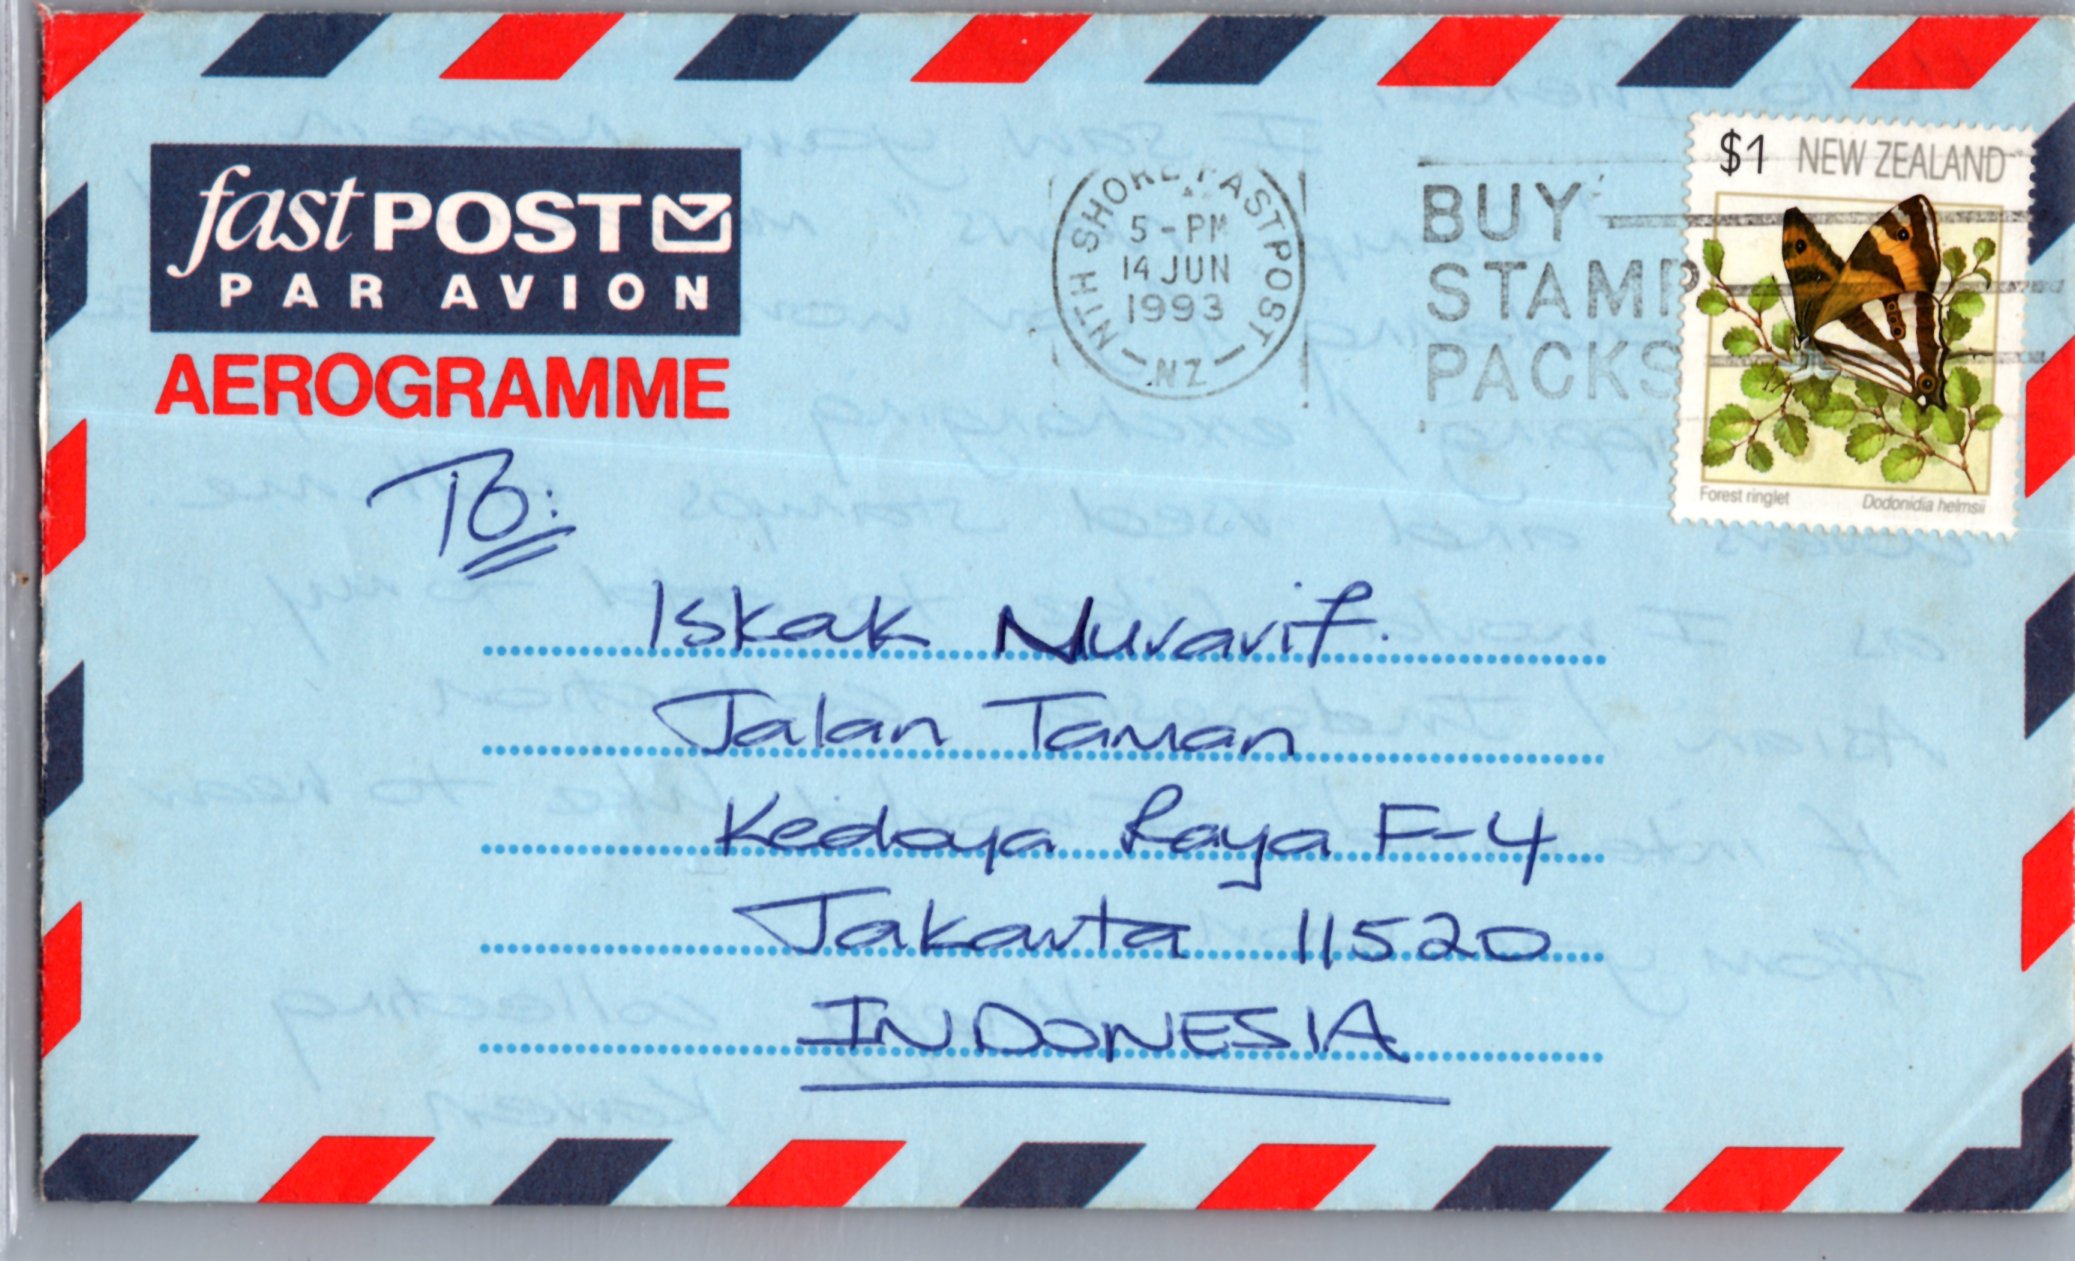 fast POST
PAR AVION
AEROGRAMME
NTH SHORE FASTPOST
5-PM
14 JUN
1993
NZ
BUY
STAMP
PACKS
$1 NEW ZEALAND
Forest ringlet Dodonidia helmsii
To:
Iskak Nurarif.
Jalan Taman
Kedoya Raya F-4
Jakarta 11520
INDONESIA